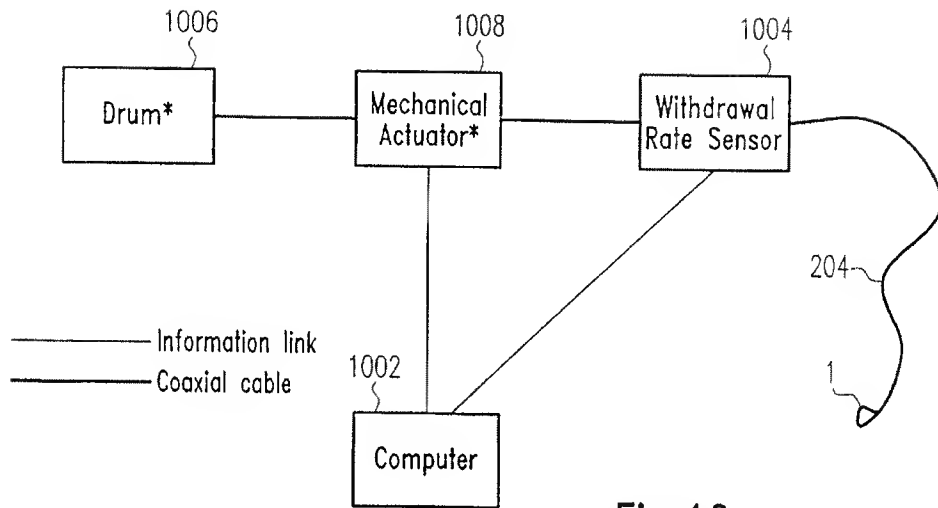 1006
1008
1004
Drum*
Mechanical
Actuator*
Withdrawal
Rate Sensor
204
Information link
Coaxial cable
1002
1
Computer